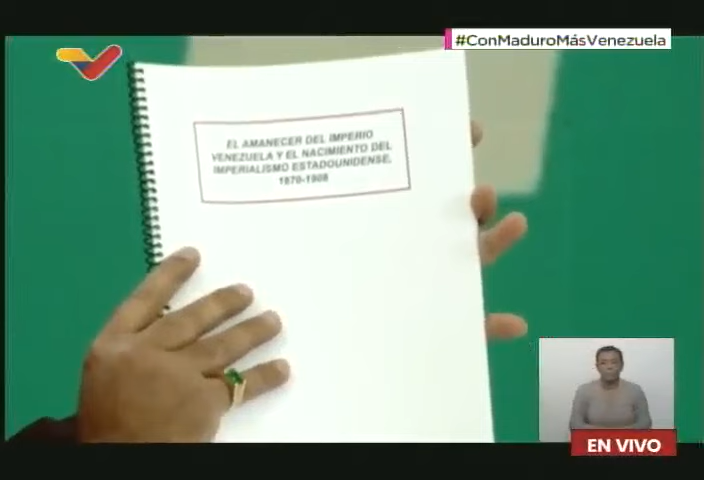 #ConMaduroMásVenezuela
EL AMANECER DEL IMPERIO
VENEZUELA Y EL NACIMIENTO DEL
IMPERIALISMO ESTADOUNIDENSE,
1870-1908
EN VIVO